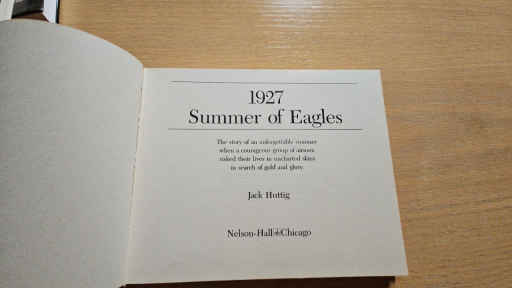 1927
Summer of Eagles
The story of an unforgettable summer
when a courageous group of airmen
risked their lives in uncharted skies
in search of gold and glory.
Jack Huttig
Nelson-Hall Chicago